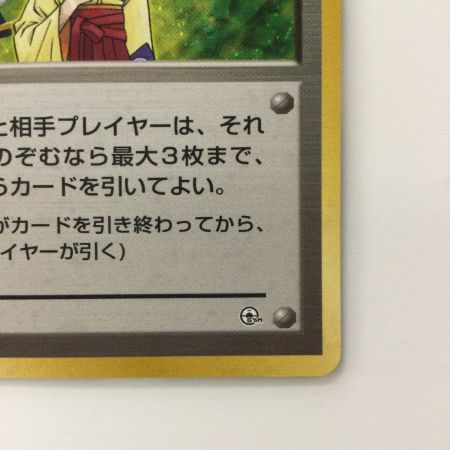 と相手プレイヤーは、それ
のぞむなら最大3枚まで、
らカードを引いてよい。
がカードを引き終わってから、
レイヤーが引く)
GYM